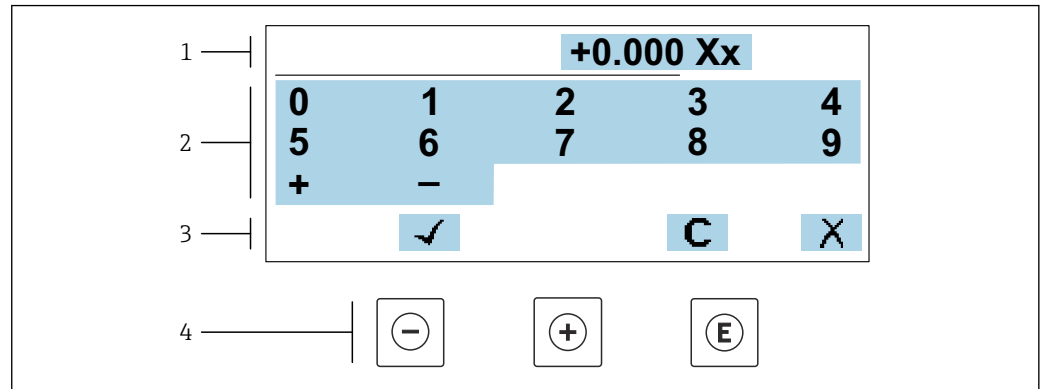 1 +0.000 Xx
0 1 2 3 4
2 5 6 7 8 9
+ −
3 ✓ C X
4 − + E